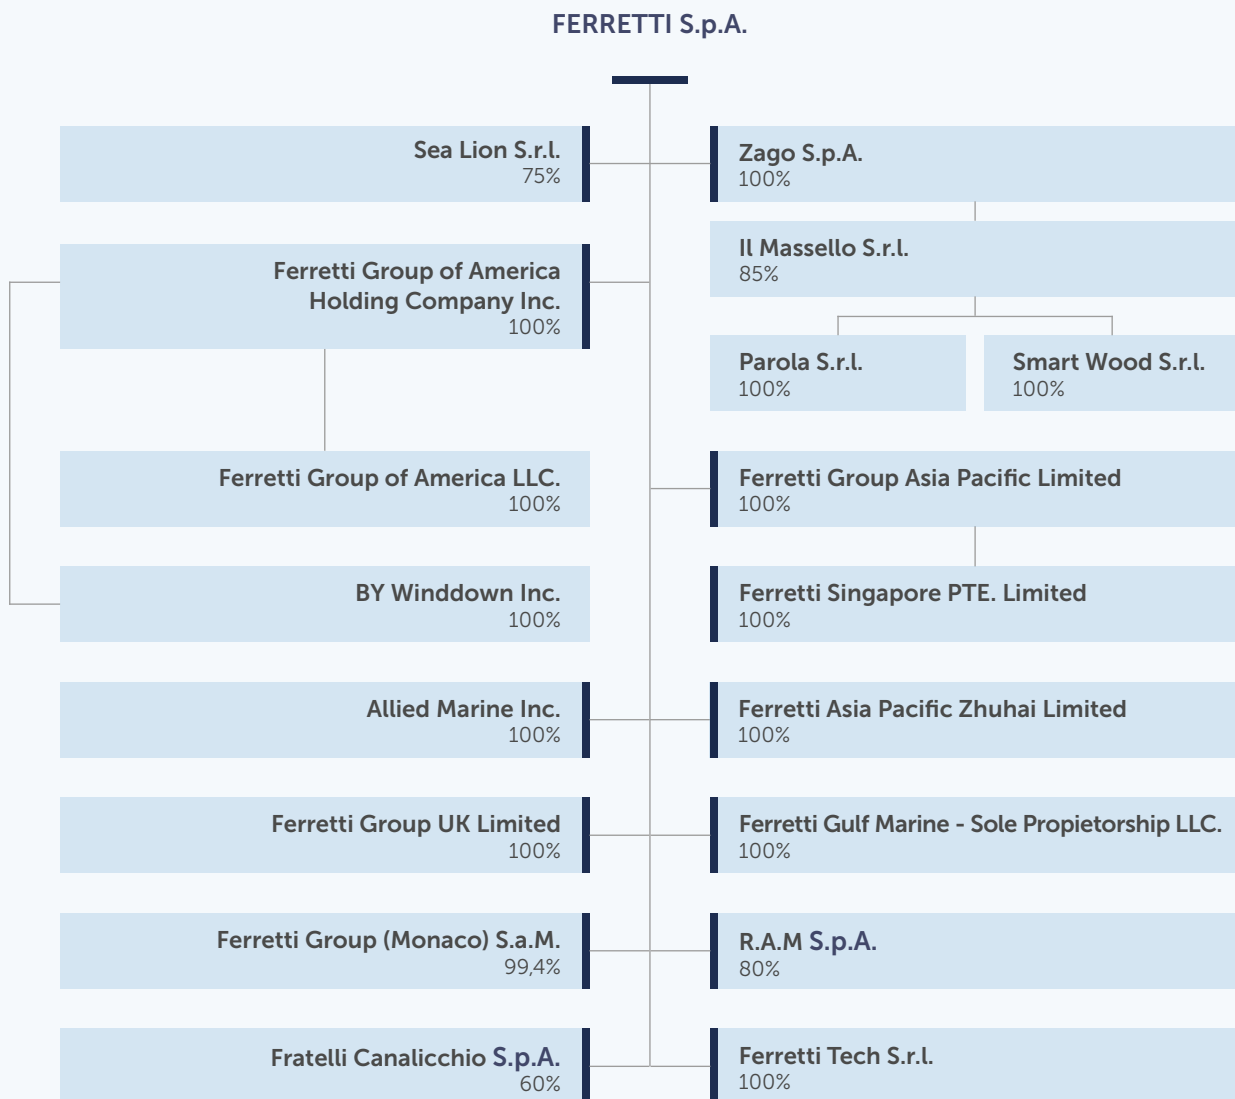 FERRETTI S.p.A.
Sea Lion S.r.l.
75%
Zago S.p.A.
100%
Ferretti Group of America
Holding Company Inc.
100%
Il Massello S.r.l.
85%
Parola S.r.l.
100%
Smart Wood S.r.l.
100%
Ferretti Group of America LLC.
100%
Ferretti Group Asia Pacific Limited
100%
BY Winddown Inc.
100%
Ferretti Singapore PTE. Limited
100%
Allied Marine Inc.
100%
Ferretti Asia Pacific Zhuhai Limited
100%
Ferretti Group UK Limited
100%
Ferretti Gulf Marine - Sole Propietorship LLC.
100%
Ferretti Group (Monaco) S.a.M.
99,4%
R.A.M S.p.A.
80%
Fratelli Canalicchio S.p.A.
60%
Ferretti Tech S.r.l.
100%